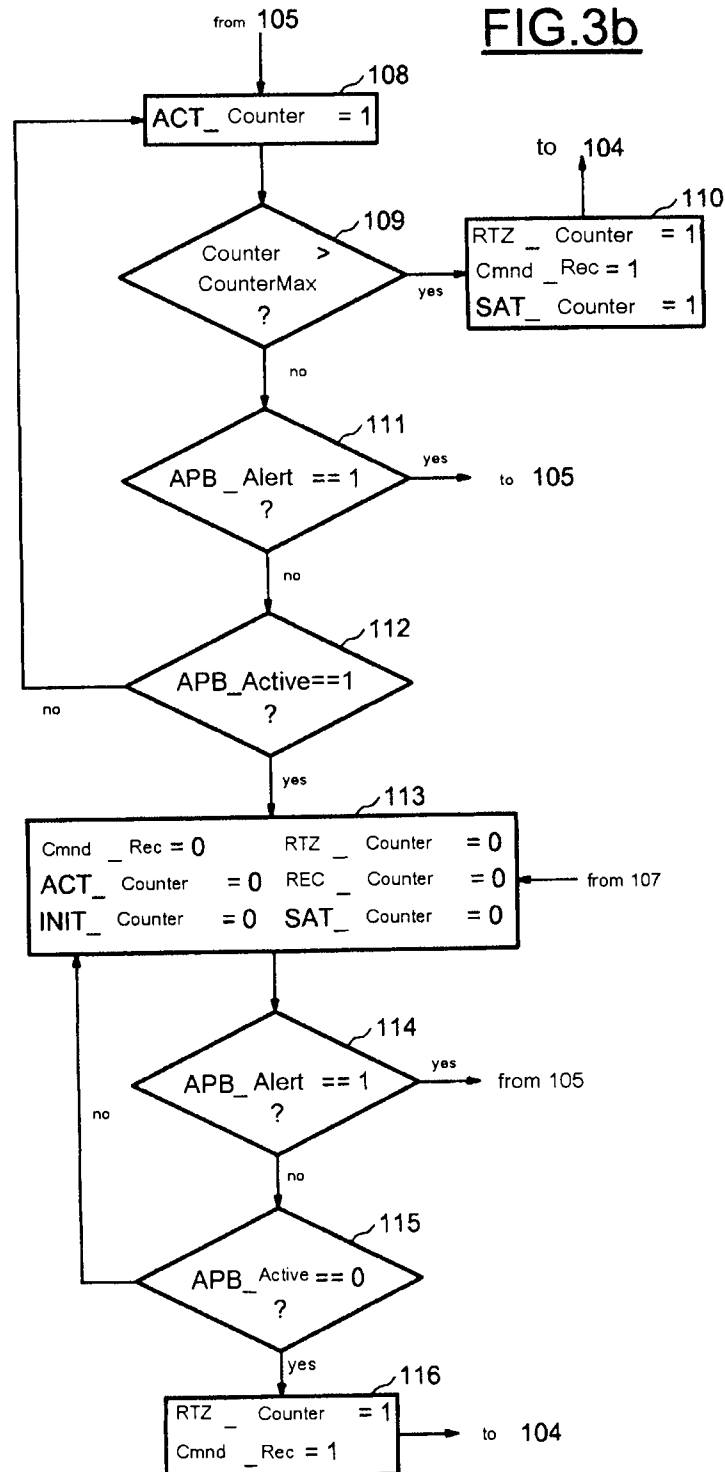 from 105
FIG.3b
108
ACT_ Counter = 1
109
Counter >
CounterMax
?
yes
to 104
110
RTZ _ Counter = 1
Cmnd _ Rec = 1
SAT_ Counter = 1
no
111
APB _ Alert == 1
?
yes
to 105
no
112
APB_Active==1
?
no
yes
113
Cmnd _ Rec = 0 RTZ _ Counter = 0
ACT_ Counter = 0 REC _ Counter = 0
INIT_ Counter = 0 SAT_ Counter = 0
from 107
114
APB_ Alert == 1
?
yes
from 105
no
no
115
APB_ Active == 0
?
yes
116
RTZ _ Counter = 1
Cmnd _ Rec = 1
to 104